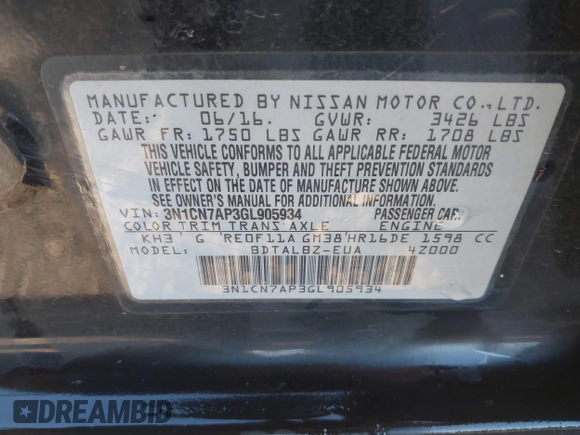 MANUFACTURED BY NISSAN MOTOR CO.,LTD.
DATE: 06/16. GVWR: 3426 LBS
GAWR FR: 1750 LBS GAWR RR: 1708 LBS
THIS VEHICLE CONFORMS TO ALL APPLICABLE FEDERAL MOTOR
VEHICLE SAFETY, BUMPER AND THEFT PREVENTION STANDARDS
IN EFFECT ON THE DATE OF MANUFACTURE SHOWN ABOVE.
SEE OWNER'S MANUAL FOR ADDITIONAL INFORMATION
VIN: 3N1CN7AP3GL905934 PASSENGER CAR
COLOR TRIM TRANS AXLE ENGINE
KH3 G RE0F11A GM38 HR16DE 1598 CC
MODEL: BDTALBZ-EUA 4Z000
3N1CN7AP3GL905934
DREAMBID